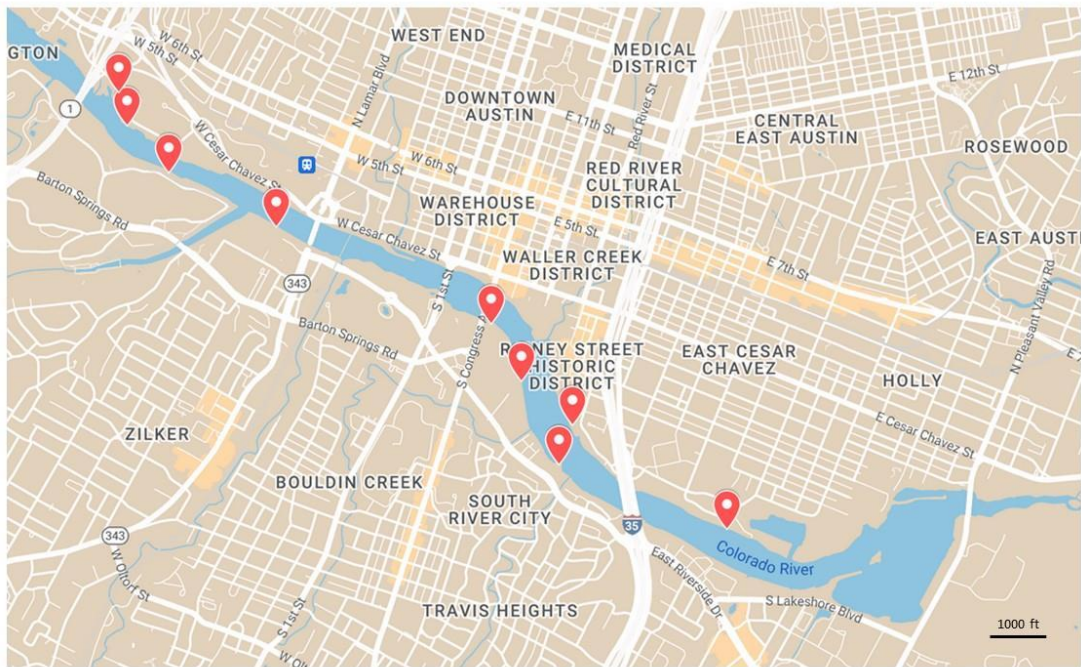 WEST END
W 6th St
W 5th St
GTON
MEDICAL
DISTRICT
E 12th St
1
N Lamar Blvd
DOWNTOWN
AUSTIN
E 11th St
Red River St
CENTRAL
EAST AUSTIN
ROSEWOOD
W Cesar Chavez St
W 5th St
W 6th St
RED RIVER
CULTURAL
DISTRICT
Barton Springs Rd
WAREHOUSE
DISTRICT
E 5th St
W Cesar Chavez St
EAST AUSTI
WALLER CREEK
DISTRICT
E 7th St
343
S 1st St
N Pleasant Valley Rd
Barton Springs Rd
S Congress A
STREET
HISTORIC
DISTRICT
EAST CESAR
CHAVEZ
HOLLY
E
E Cesar Chavez St
ZILKER
BOULDIN CREEK
SOUTH
RIVER CITY
35
343
Colorado River
W Oltorf St
East Riverside Dr
S Lakeshore Blvd
S 1st St
TRAVIS HEIGHTS
1000 ft
W Ol